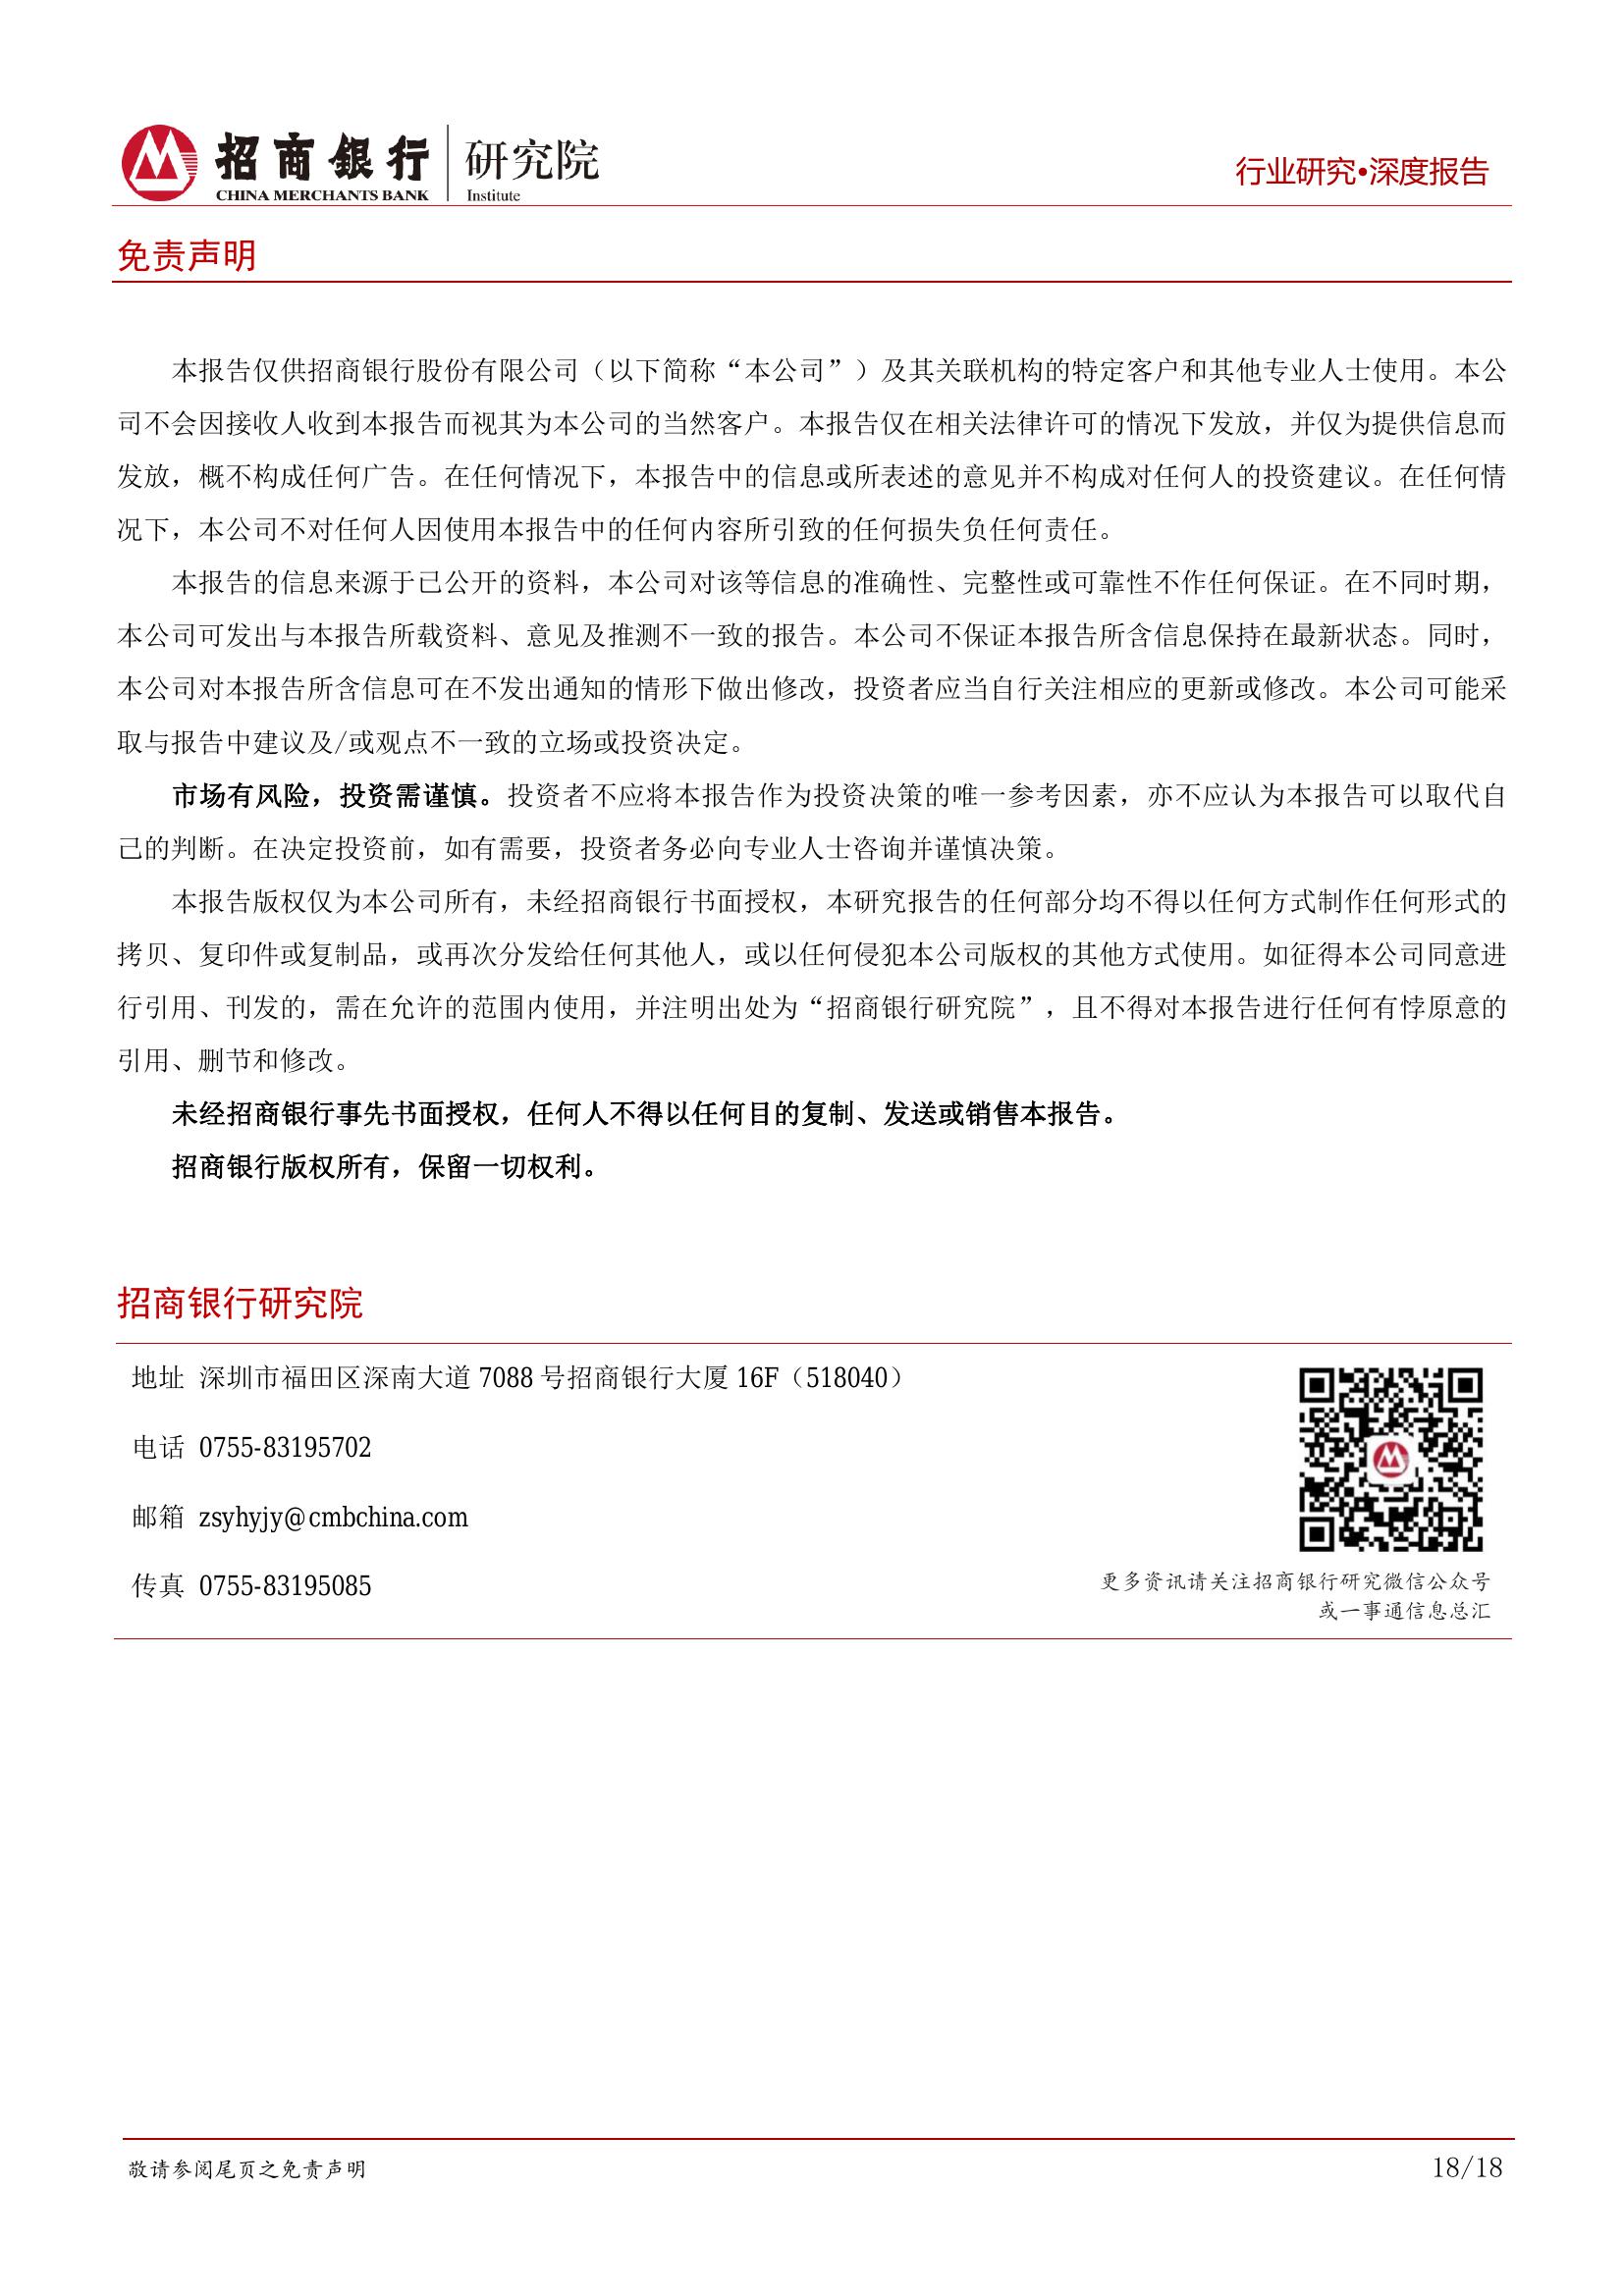 招商银行 研究院
CHINA MERCHANTS BANK Institute
行业研究•深度报告
免责声明
本报告仅供招商银行股份有限公司（以下简称“本公司”）及其关联机构的特定客户和其他专业人士使用。本公
司不会因接收人收到本报告而视其为本公司的当然客户。本报告仅在相关法律许可的情况下发放，并仅为提供信息而
发放，概不构成任何广告。在任何情况下，本报告中的信息或所表述的意见并不构成对任何人的投资建议。在任何情
况下，本公司不对任何人因使用本报告中的任何内容所引致的任何损失负任何责任。
本报告的信息来源于已公开的资料，本公司对该等信息的准确性、完整性或可靠性不作任何保证。在不同时期，
本公司可发出与本报告所载资料、意见及推测不一致的报告。本公司不保证本报告所含信息保持在最新状态。同时，
本公司对本报告所含信息可在不发出通知的情形下做出修改，投资者应当自行关注相应的更新或修改。本公司可能采
取与报告中建议及/或观点不一致的立场或投资决定。
市场有风险，投资需谨慎。投资者不应将本报告作为投资决策的唯一参考因素，亦不应认为本报告可以取代自
己的判断。在决定投资前，如有需要，投资者务必向专业人士咨询并谨慎决策。
本报告版权仅为本公司所有，未经招商银行书面授权，本研究报告的任何部分均不得以任何方式制作任何形式的
拷贝、复印件或复制品，或再次分发给任何其他人，或以任何侵犯本公司版权的其他方式使用。如征得本公司同意进
行引用、刊发的，需在允许的范围内使用，并注明出处为“招商银行研究院”，且不得对本报告进行任何有悖原意的
引用、删节和修改。
未经招商银行事先书面授权，任何人不得以任何目的复制、发送或销售本报告。
招商银行版权所有，保留一切权利。
招商银行研究院
地址 深圳市福田区深南大道 7088 号招商银行大厦 16F（518040）
电话 0755-83195702
邮箱 zsyhyjy@cmbchina.com
传真 0755-83195085
更多资讯请关注招商银行研究微信公众号
或一事通信息总汇
敬请参阅尾页之免责声明
18/18